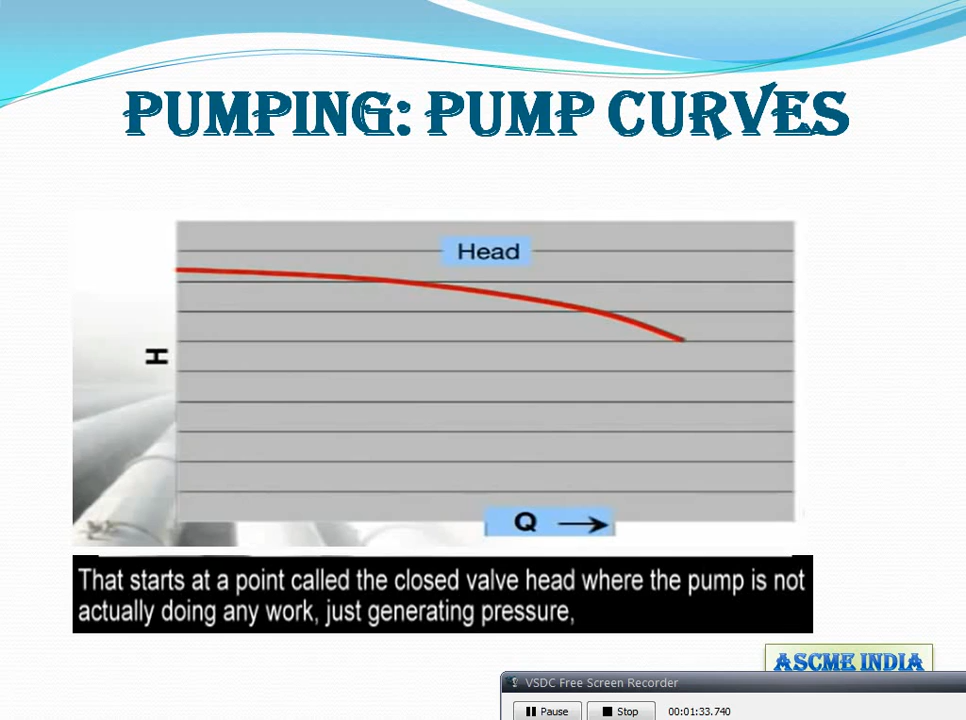 PUMPING: PUMP CURVES
Head
H
Q
That starts at a point called the closed valve head where the pump is not
actually doing any work, just generating pressure,
ASCME INDIA
VSDC Free Screen Recorder
Pause Stop 00:01:33.740